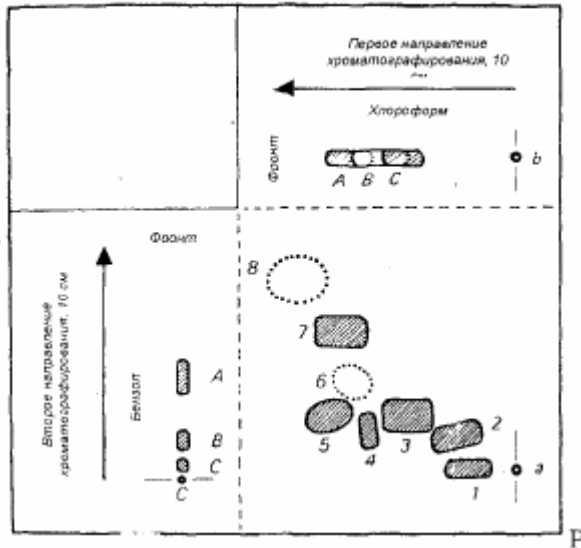 Первое направление
хроматографирования, 10
см
Хлороформ
Фронт
A B C
b
Фронт
Второе направление
хроматографирования, 10 см
Бензол
A
B
C
C
8
7
6
5
4
3
2
1
a
Р